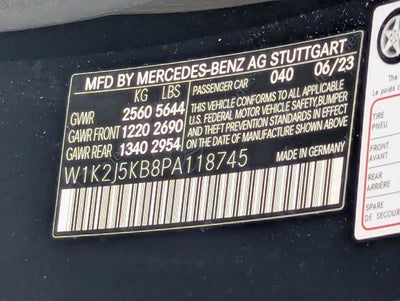 MFD BY MERCEDES-BENZ AG STUTTGART
KG LBS
GVWR 2560 5644
GAWR FRONT 1220 2690
GAWR REAR 1340 2954
PASSENGER CAR 040 06/23
THIS VEHICLE CONFORMS TO ALL APPLICABLE
U.S. FEDERAL MOTOR VEHICLE SAFETY, BUMPER
AND THEFT PREVENTION STANDARDS IN EFFECT
ON THE DATE OF MANUFACTURE SHOWN ABOVE.
W1K2J5KB8PA118745
MADE IN GERMANY
The
Le poids t
TIRE
PNEU
FRONT
AVANT
REAR
ARRIÈRE
SPARE
DE SECOUR